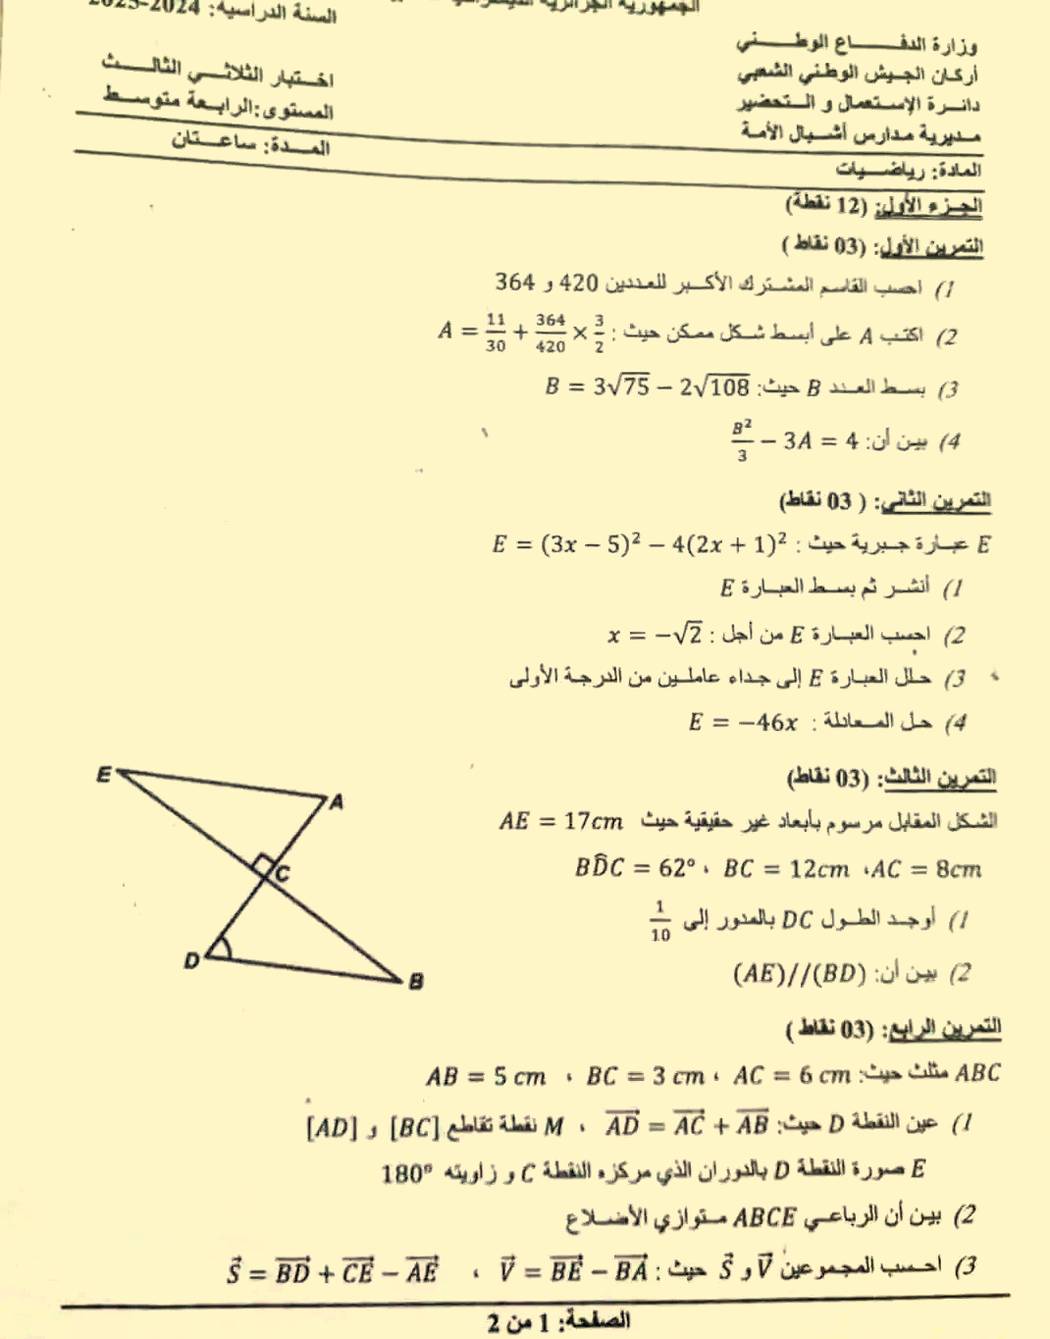 السنة الدراسية: 2024-2025
وزارة الدفاع الوطني
أركان الجيش الوطني الشعبي
اختبار الثلاثي الثالث
دائرة الإستعمال و التحضير
المستوى: الرابعة متوسط
مديرية مدارس أشبال الأمة
المدة: ساعتان
المادة: رياضيات
الجزء الأول: (12 نقطة)
التمرين الأول: (03 نقاط)
1) احسب القاسم المشترك الأكبر للعددين 420 و 364
2) اكتب A على أبسط شكل ممكن حيث: A = 11/30 + 364/420 × 3/2
3) بسط العدد B حيث: B = 3√75 − 2√108
4) بين أن: B²/3 − 3A = 4
التمرين الثاني: (03 نقاط)
E عبارة جبرية حيث: E = (3x − 5)² − 4(2x + 1)²
1) أنشر ثم بسط العبارة E
2) احسب العبارة E من أجل: x = −√2
3) حلل العبارة E إلى جداء عاملين من الدرجة الأولى
4) حل المعادلة: E = −46x
التمرين الثالث: (03 نقاط)
الشكل المقابل مرسوم بأبعاد غير حقيقية حيث AE = 17cm
AC = 8cm، BC = 12cm، BD̂C = 62°
1) أوجد الطول DC بالمدور إلى 1/10
2) بين أن: (AE)//(BD)
E
A
C
D
B
التمرين الرابع: (03 نقاط)
ABC مثلث حيث: AC = 6 cm، BC = 3 cm، AB = 5 cm
1) عين النقطة D حيث: AD⃗ = AC⃗ + AB⃗، M نقطة تقاطع [BC] و [AD]
E صورة النقطة D بالدوران الذي مركزه النقطة C و زاويته 180°
2) بين أن الرباعي ABCE متوازي الأضلاع
3) احسب المجموعين V⃗ و S⃗ حيث: V⃗ = BE⃗ − BA⃗، S⃗ = BD⃗ + CE⃗ − AE⃗
الصفحة: 1 من 2